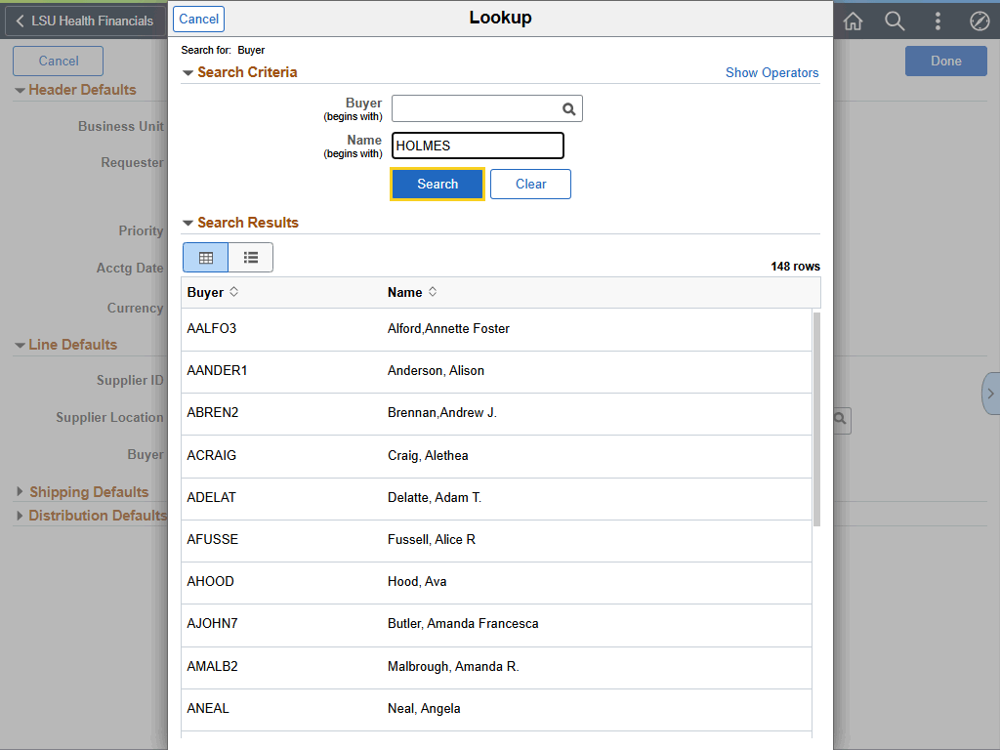 LSU Health Financials
Cancel
Lookup
Cancel
Done
Search for: Buyer
Search Criteria
Show Operators
Header Defaults
Buyer
(begins with)
Business Unit
Name
(begins with)
HOLMES
Requester
Search
Clear
Search Results
Priority
148 rows
Acctg Date
Buyer
Name
Currency
AALFO3
Alford,Annette Foster
Line Defaults
AANDER1
Anderson, Alison
Supplier ID
ABREN2
Brennan,Andrew J.
Supplier Location
ACRAIG
Craig, Alethea
Buyer
ADELAT
Delatte, Adam T.
Shipping Defaults
Distribution Defaults
AFUSSE
Fussell, Alice R
AHOOD
Hood, Ava
AJOHN7
Butler, Amanda Francesca
AMALB2
Malbrough, Amanda R.
ANEAL
Neal, Angela